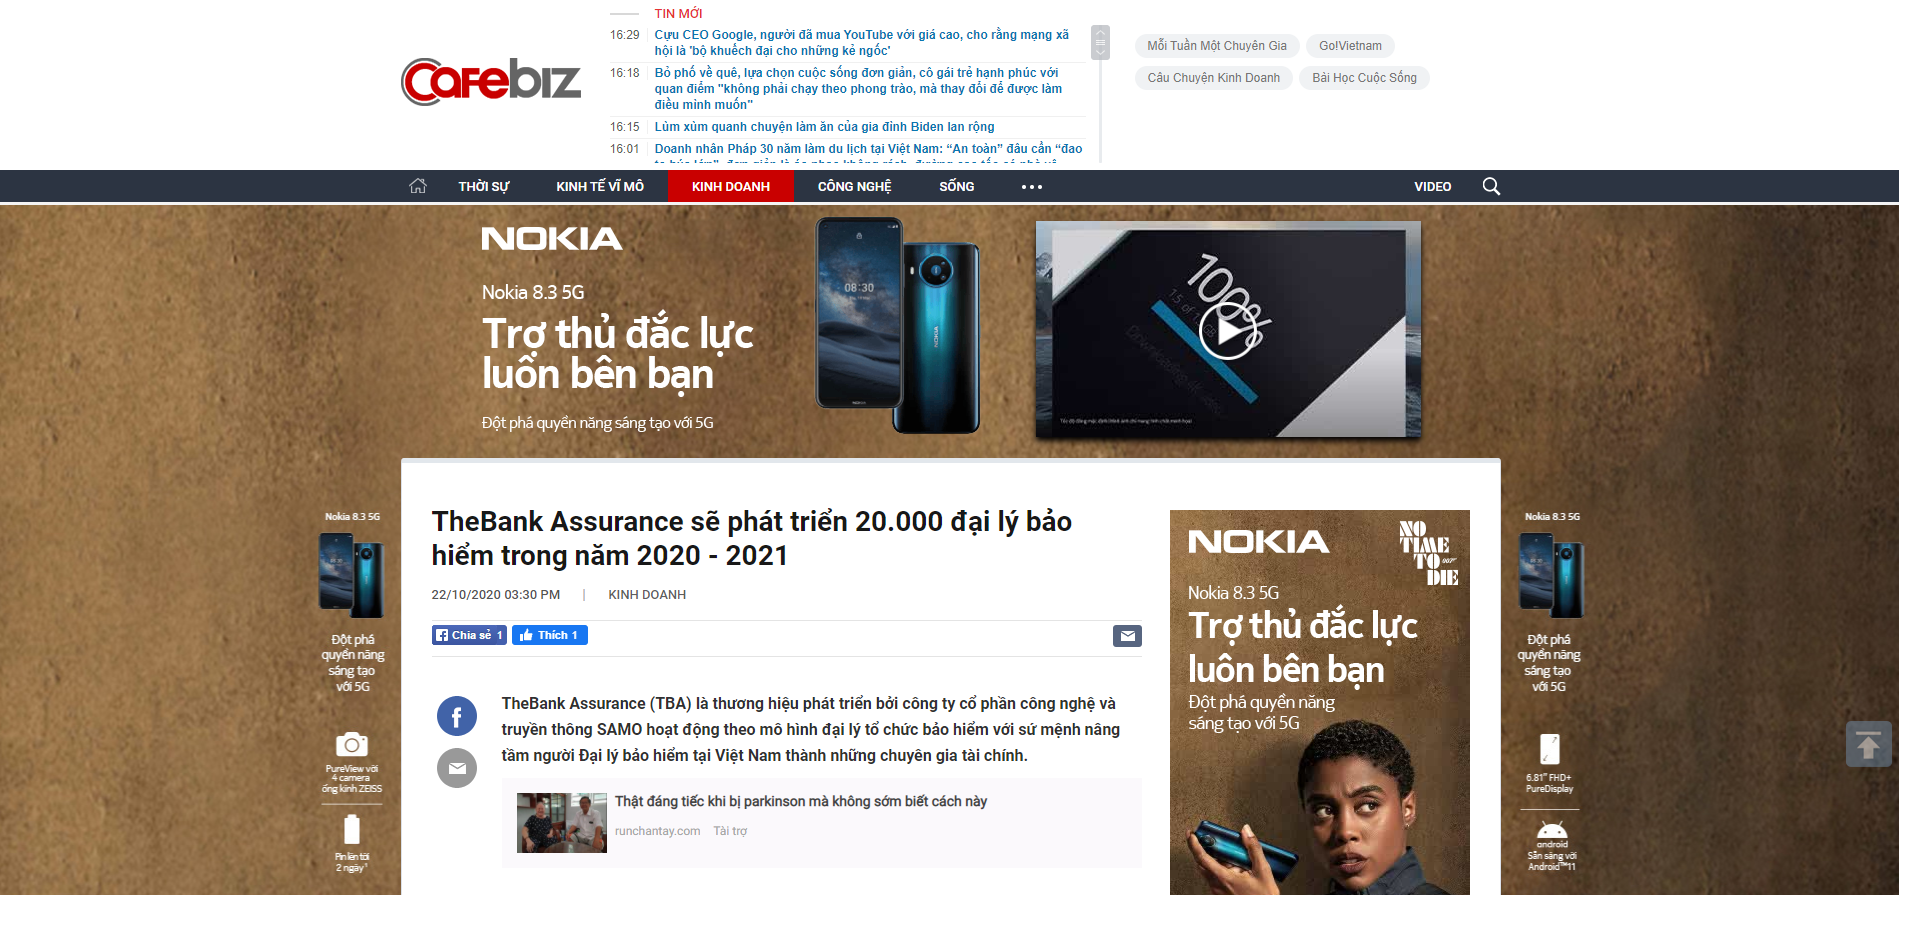 TIN MỚI
16:29 Cựu CEO Google, người đã mua YouTube với giá cao, cho rằng mạng xã
hội là 'bộ khuếch đại cho những kẻ ngốc'
16:18 Bỏ phố về quê, lựa chọn cuộc sống đơn giản, cô gái trẻ hạnh phúc với
quan điểm "không phải chạy theo phong trào, mà thay đổi để được làm
điều mình muốn"
16:15 Lùm xùm quanh chuyện làm ăn của gia đình Biden lan rộng
16:01 Doanh nhân Pháp 30 năm làm du lịch tại Việt Nam: “An toàn” đâu cần “đao
Cafebiz
Mỗi Tuần Một Chuyên Gia
Go!Vietnam
Câu Chuyện Kinh Doanh
Bài Học Cuộc Sống
THỜI SỰ
KINH TẾ VĨ MÔ
KINH DOANH
CÔNG NGHỆ
SỐNG
VIDEO
NOKIA
Nokia 8.3 5G
Trợ thủ đắc lực
luôn bên bạn
Đột phá quyền năng sáng tạo với 5G
08:30
NOKIA
100%
TheBank Assurance sẽ phát triển 20.000 đại lý bảo
hiểm trong năm 2020 - 2021
22/10/2020 03:30 PM | KINH DOANH
Chia sẻ 1
Thích 1
TheBank Assurance (TBA) là thương hiệu phát triển bởi công ty cổ phần công nghệ và
truyền thông SAMO hoạt động theo mô hình đại lý tổ chức bảo hiểm với sứ mệnh nâng
tầm người Đại lý bảo hiểm tại Việt Nam thành những chuyên gia tài chính.
Thật đáng tiếc khi bị parkinson mà không sớm biết cách này
runchantay.com Tài trợ
Nokia 8.3 5G
Đột phá
quyền năng
sáng tạo
với 5G
PureView với
4 camera
ống kính ZEISS
Pin lên tới
2 ngày
NOKIA
NO
TIME
TO
DIE
007
Nokia 8.3 5G
Trợ thủ đắc lực
luôn bên bạn
Đột phá quyền năng
sáng tạo với 5G
Nokia 8.3 5G
Đột phá
quyền năng
sáng tạo
với 5G
6.81” FHD+
PureDisplay
android
Sẵn sàng với
Android™11